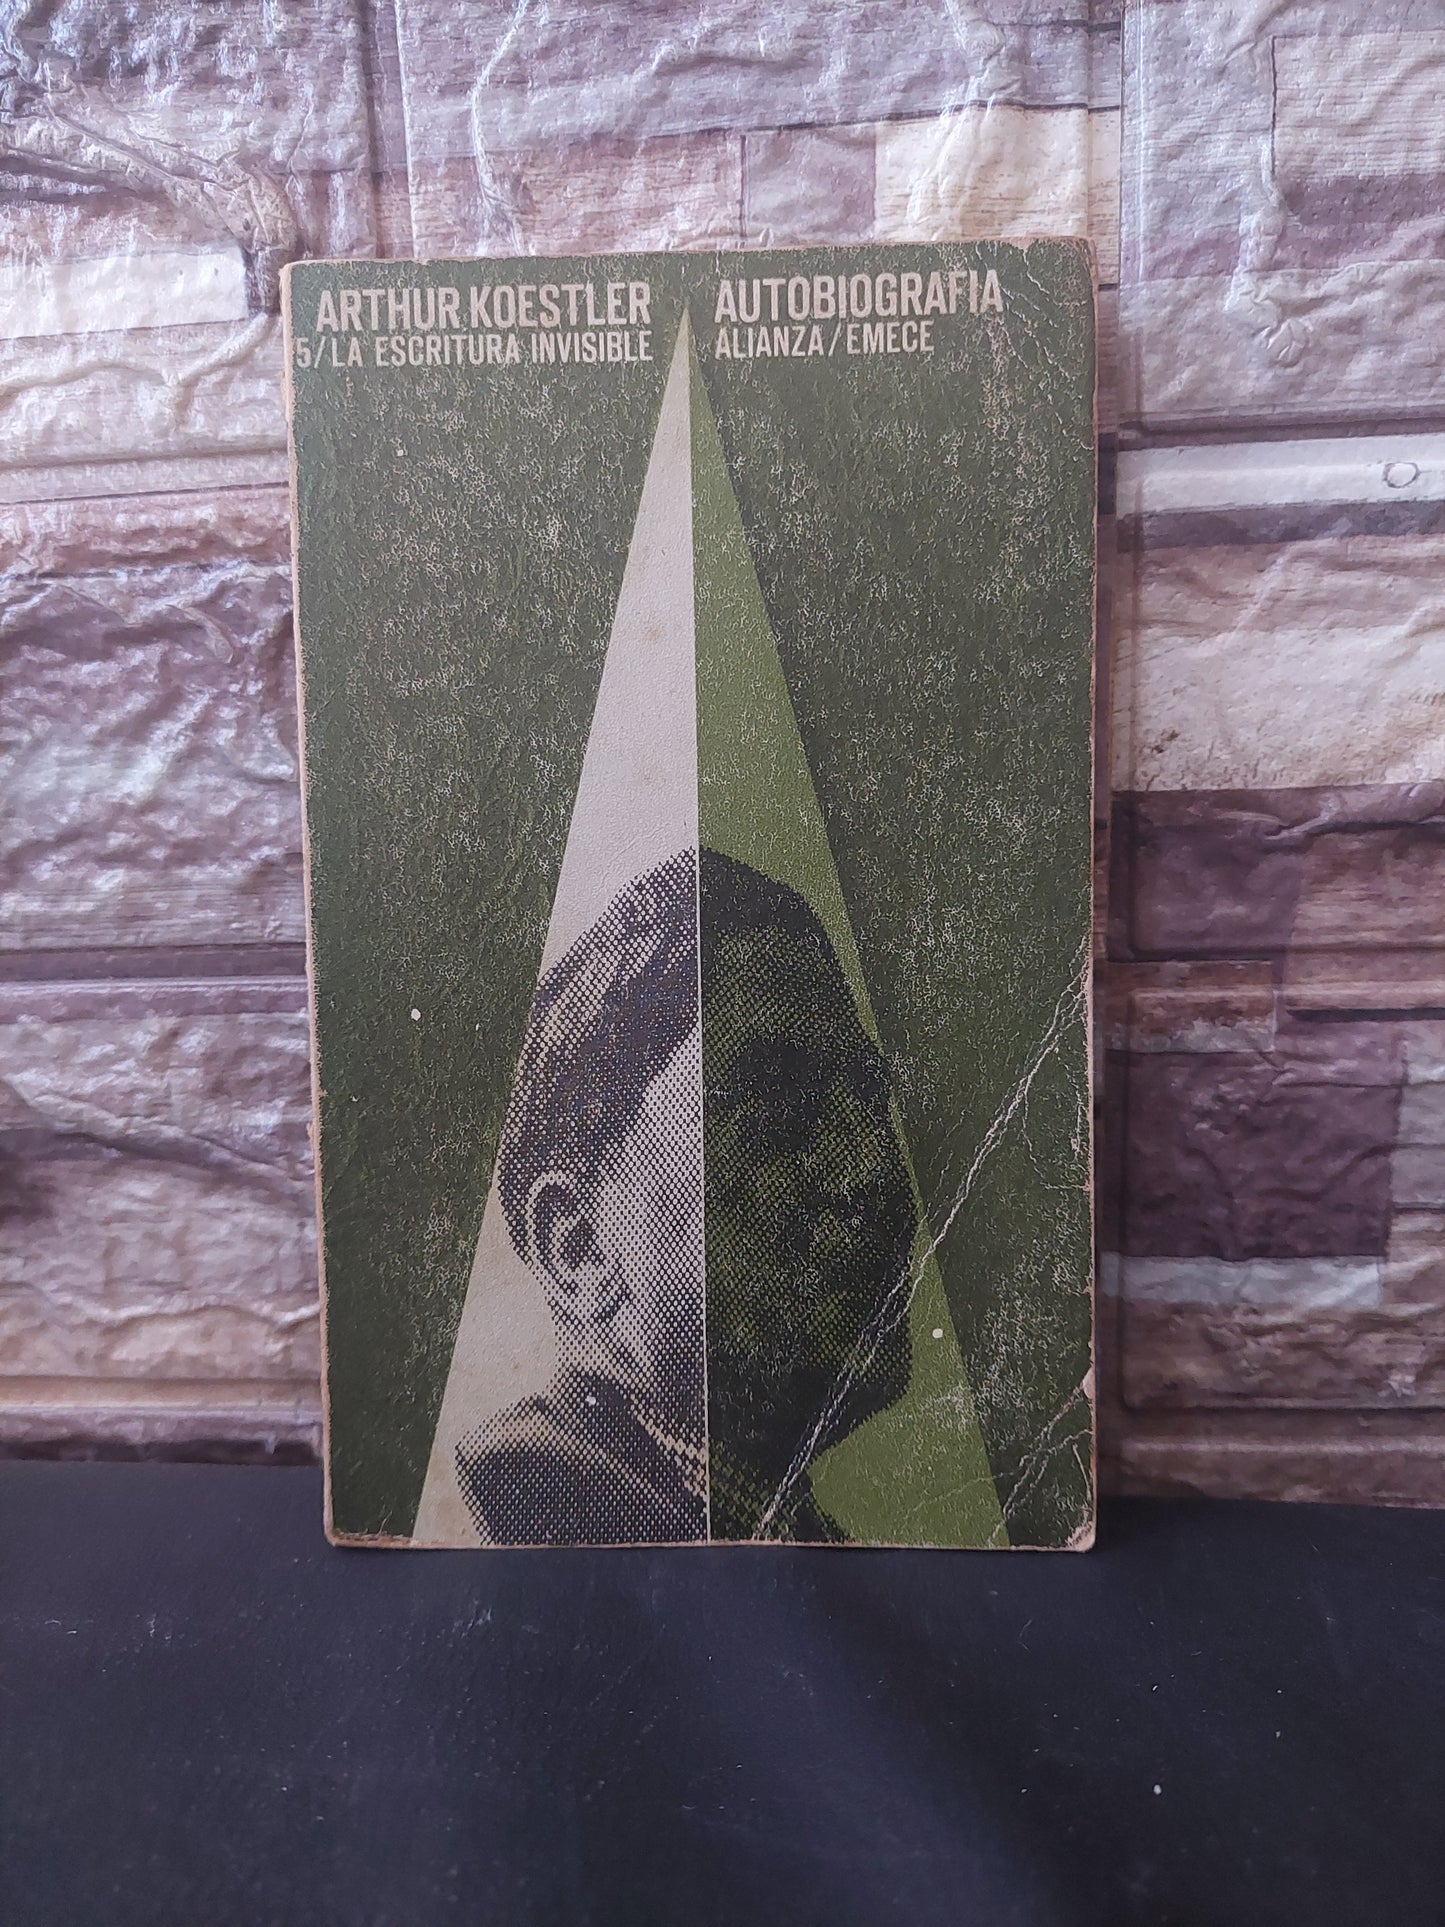 ARTHUR KOESTLER
5/LA ESCRITURA INVISIBLE
AUTOBIOGRAFIA
ALIANZA/EMECE